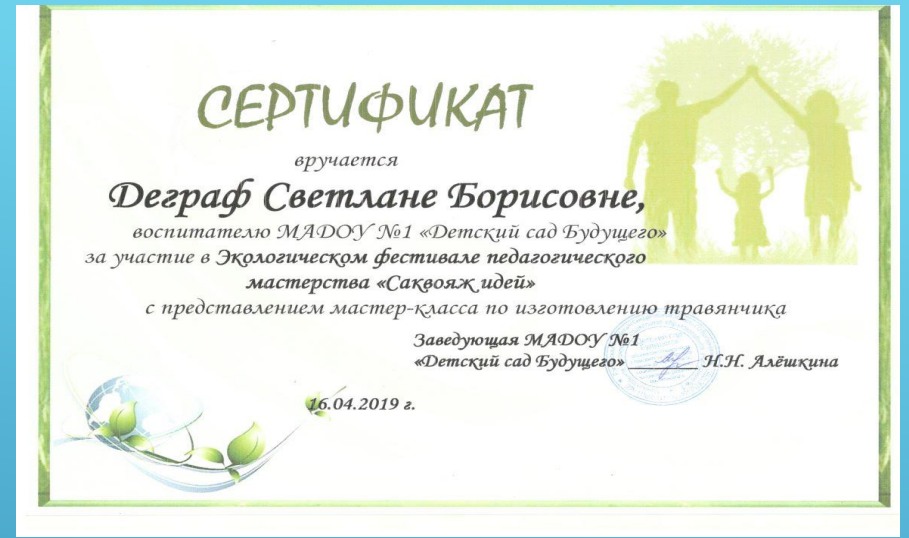 СЕРТИФИКАТ
вручается
Деграф Светлане Борисовне,
воспитателю МАДОУ №1 «Детский сад Будущего»
за участие в Экологическом фестивале педагогического
мастерства «Саквояж идей»
с представлением мастер-класса по изготовлению травянчика
Заведующая МАДОУ №1
«Детский сад Будущего» ________ Н.Н. Алёшкина
16.04.2019 г.